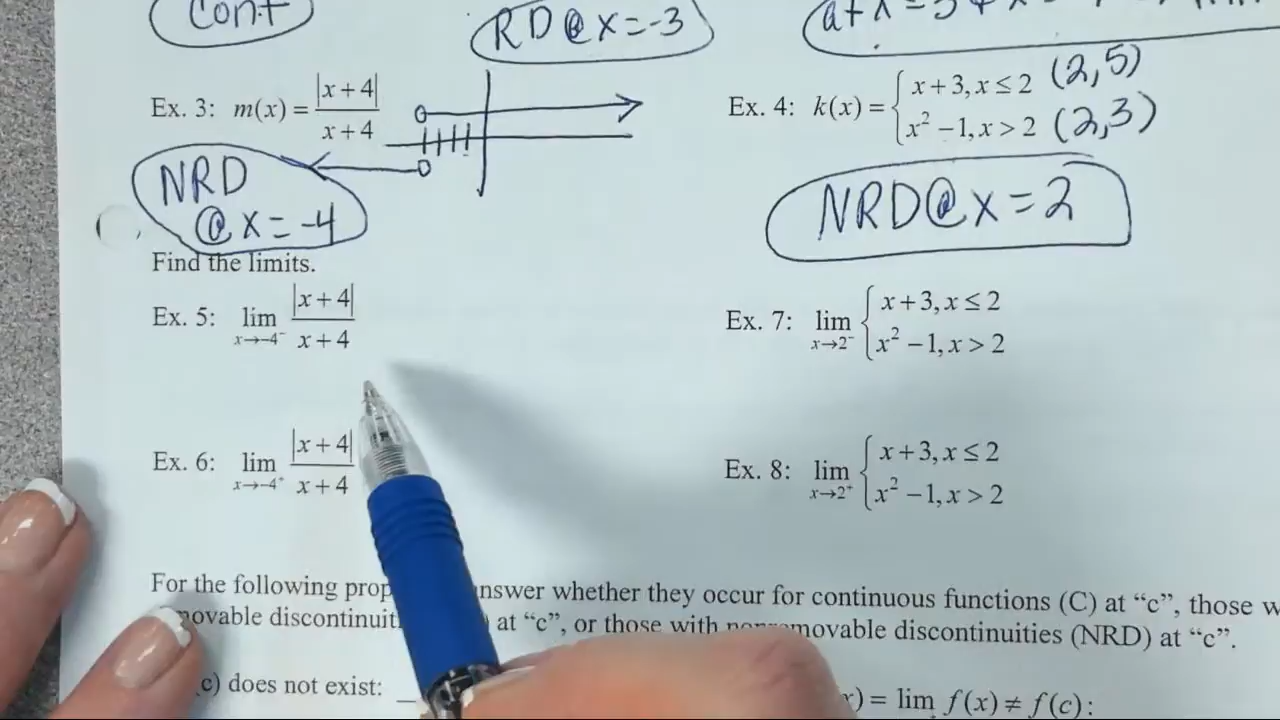 Cont
RD @ x = -3
Ex. 3: m(x) = |x+4| / x+4
NRD
@ x = -4
Ex. 4: k(x) = { x+3, x ≤ 2 (2,5)
x² −1, x > 2 (2,3)
NRD @ x = 2
Find the limits.
Ex. 5: lim x→-4⁻ |x+4| / x+4
Ex. 7: lim x→2⁻ { x+3, x ≤ 2
x² −1, x > 2
Ex. 6: lim x→-4⁺ |x+4| / x+4
Ex. 8: lim x→2⁺ { x+3, x ≤ 2
x² −1, x > 2
For the following answer whether they occur for continuous functions (C) at “c”, those
at “c”, or those with nonremovable discontinuities (NRD) at “c”.
c) does not exist:
) = lim f(x) ≠ f(c):